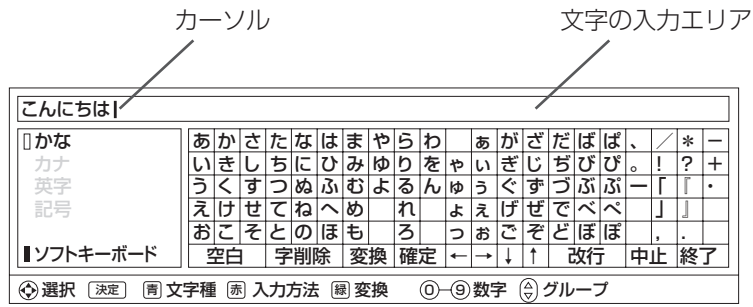 カーソル 文字の入力エリア
こんにちは
かな
カナ
英字
記号
ソフトキーボード
あ か さ た な は ま や ら わ ぁ が ざ だ ば ぱ 、 ／ ＊ －
い き し ち に ひ み ゆ り を ゃ ぃ ぎ じ ぢ び ぴ 。 ！ ？ ＋
う く す つ ぬ ふ む よ る ん ゅ ぅ ぐ ず づ ぶ ぷ ー 「 『 ・
え け せ て ね へ め れ ょ ぇ げ ぜ で べ ぺ 」 』
お こ そ と の ほ も ろ っ ぉ ご ぞ ど ぼ ぽ ， ．
空白 字削除 変換 確定 ← → ↓ ↑ 改行 中止 終了
選択 決定 青 文字種 赤 入力方法 緑 変換 0－9 数字 グループ